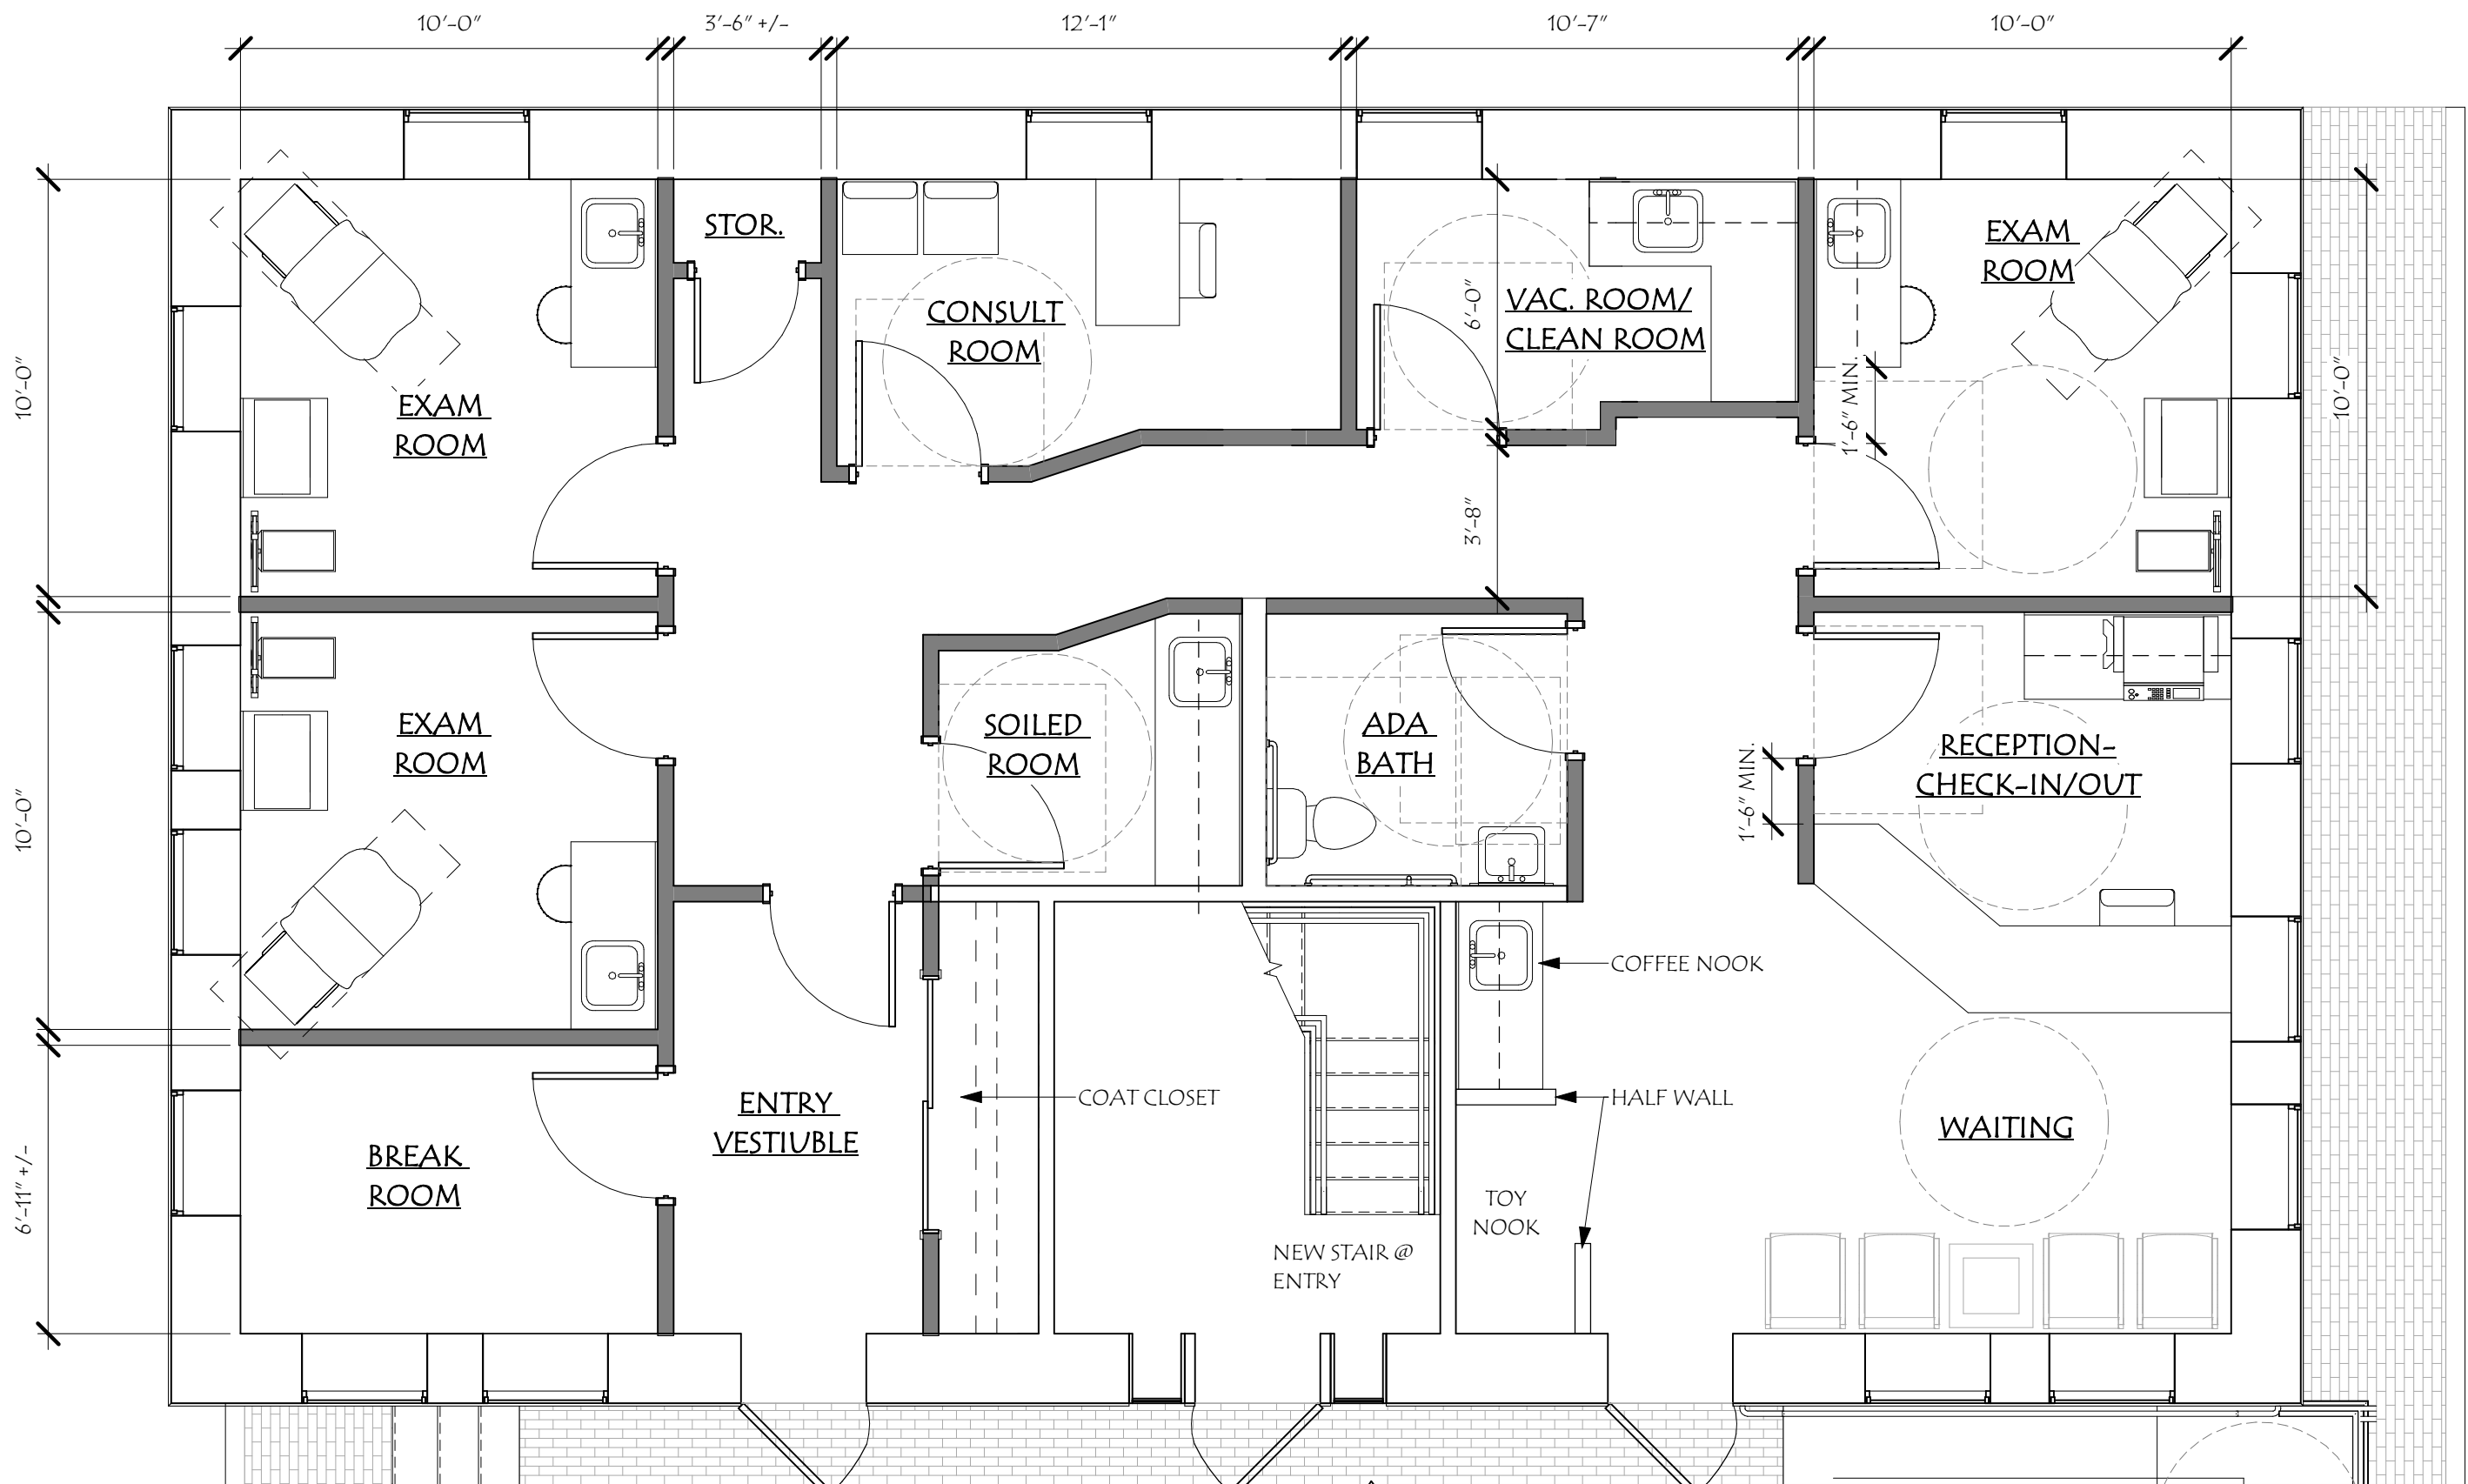 10'-0"
3'-6" +/-
12'-1"
10'-7"
10'-0"
STOR.
EXAM
ROOM
CONSULT
ROOM
6'-0"
VAC. ROOM/
CLEAN ROOM
1'-6" MIN.
10'-0"
10'-0"
EXAM
ROOM
3'-8"
EXAM
ROOM
SOILED
ROOM
ADA
BATH
1'-6" MIN.
RECEPTION-
CHECK-IN/OUT
10'-0"
COFFEE NOOK
COAT CLOSET
HALF WALL
ENTRY
VESTIUBLE
WAITING
BREAK
ROOM
6'-11" +/-
TOY
NOOK
NEW STAIR @
ENTRY